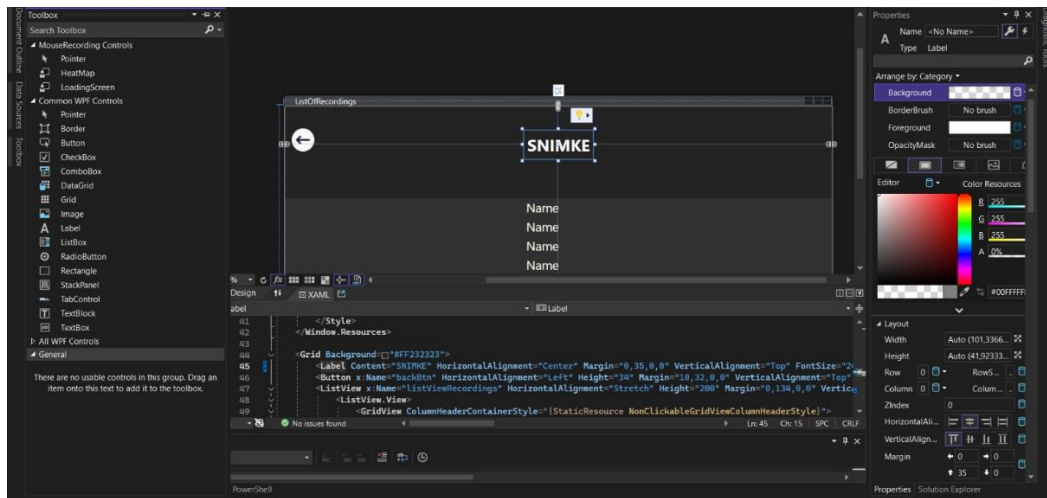 Toolbox
Search Toolbox
MouseRecording Controls
Pointer
HeatMap
LoadingScreen
Common WPF Controls
Pointer
Border
Button
CheckBox
ComboBox
DataGrid
Grid
Image
Label
ListBox
RadioButton
Rectangle
StackPanel
TabControl
TextBlock
TextBox
All WPF Controls
General
There are no usable controls in this group. Drag an
item onto this text to add it to the toolbox.
Document Outline
Data Sources
Toolbox
ListOfRecordings
35
SNIMKE
Name
Name
Name
Name
Design
XAML
abel
Label
41 </Style>
42 </Window.Resources>
43
44 <Grid Background="#FF232323">
45 <Label Content="SNIMKE" HorizontalAlignment="Center" Margin="0,35,0,0" VerticalAlignment="Top" FontSize="2
46 <Button x:Name="backBtn" HorizontalAlignment="Left" Height="34" Margin="10,32,0,0" VerticalAlignment="Top"
47 <ListView x:Name="listViewRecordings" HorizontalAlignment="Stretch" Height="200" Margin="0,134,0,0" Vertic
48 <ListView.View>
49 <GridView ColumnHeaderContainerStyle="{StaticResource NonClickableGridViewColumnHeaderStyle}">
No issues found
Ln: 45 Ch: 15 SPC CRLF
PowerShell
Properties
Name <No Name>
Type Label
Arrange by: Category
Background
BorderBrush No brush
Foreground
OpacityMask No brush
Editor Color Resources
R 255
G 255
B 255
A 0%
#00FFFFF
Layout
Width Auto (101,3366...
Height Auto (41,92333...
Row 0 RowS...
Column 0 Colum...
ZIndex 0
HorizontalAli...
VerticalAlign...
Margin 0 0
35 0
Properties Solution Explorer
Diagnostic Tools